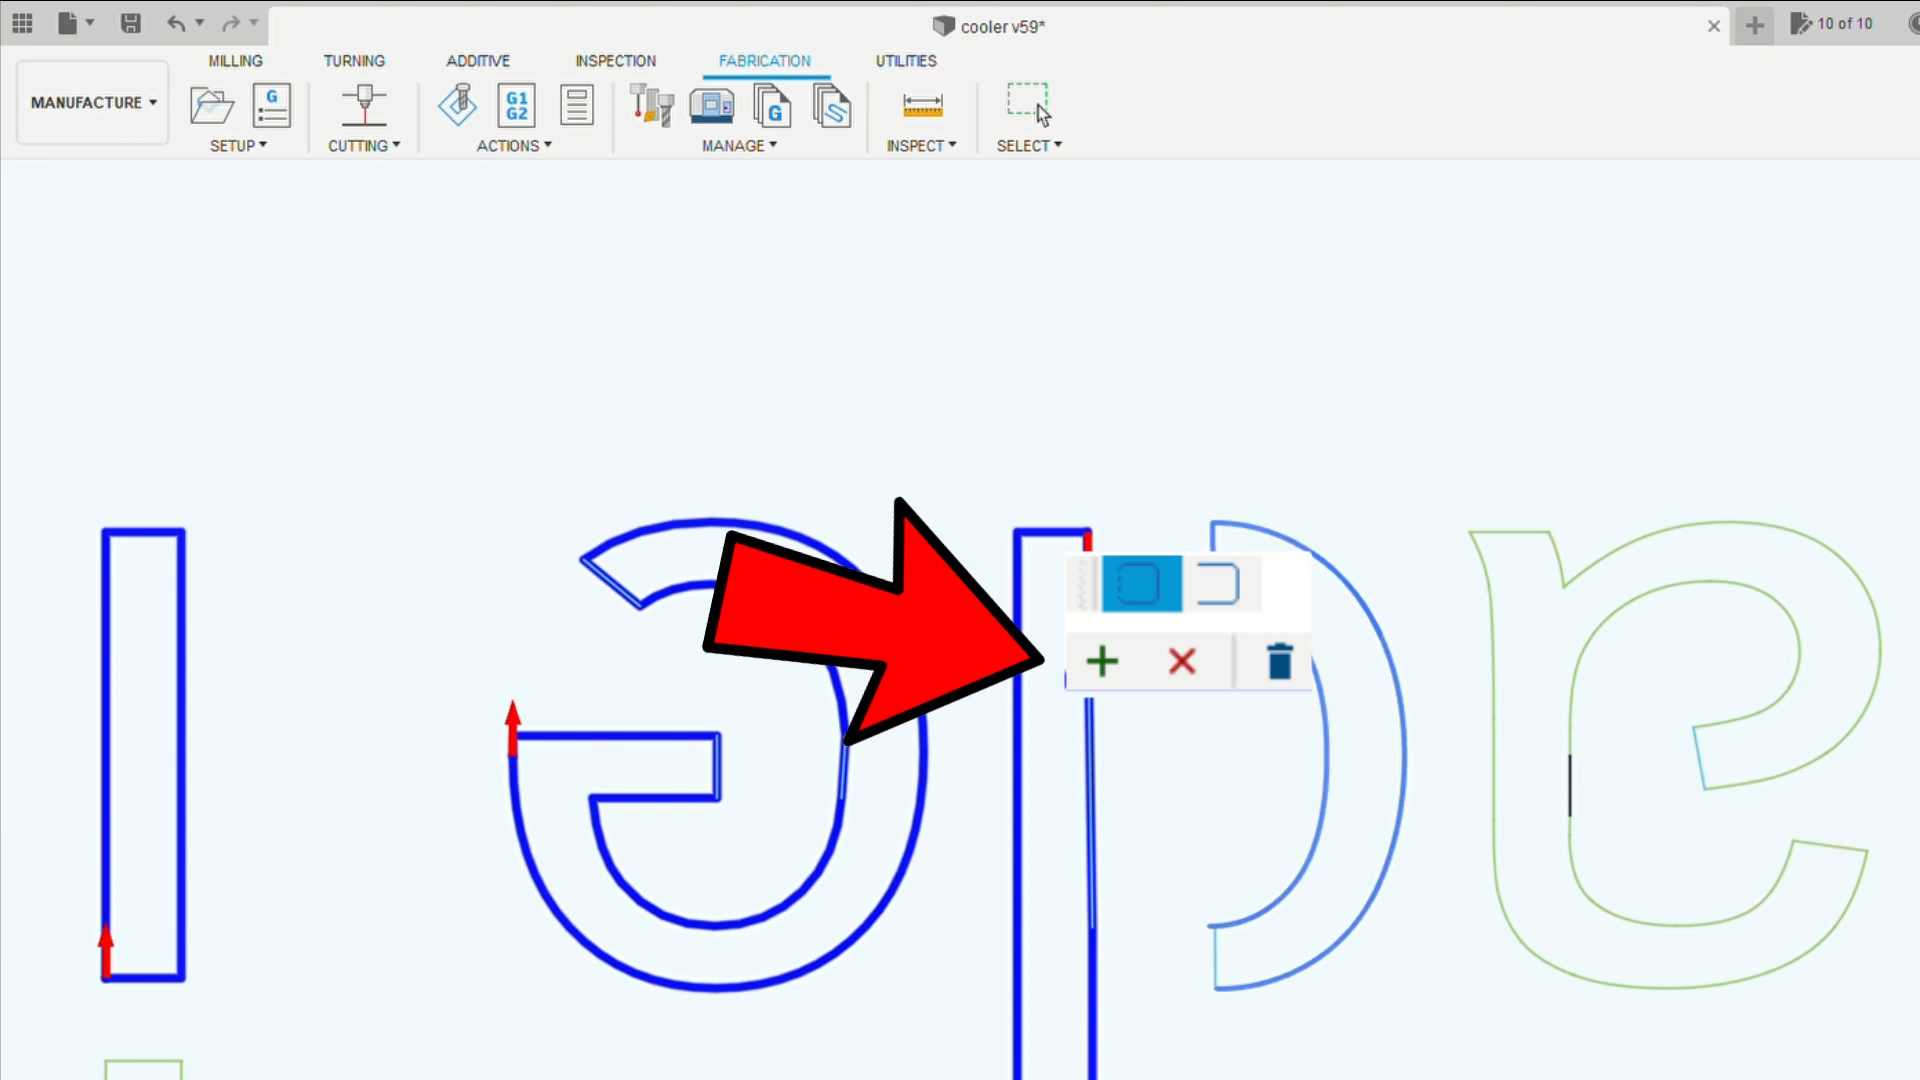 cooler v59*
10 of 10
MILLING TURNING ADDITIVE INSPECTION FABRICATION UTILITIES
MANUFACTURE
G
G1
G2
G
SETUP CUTTING ACTIONS MANAGE INSPECT SELECT